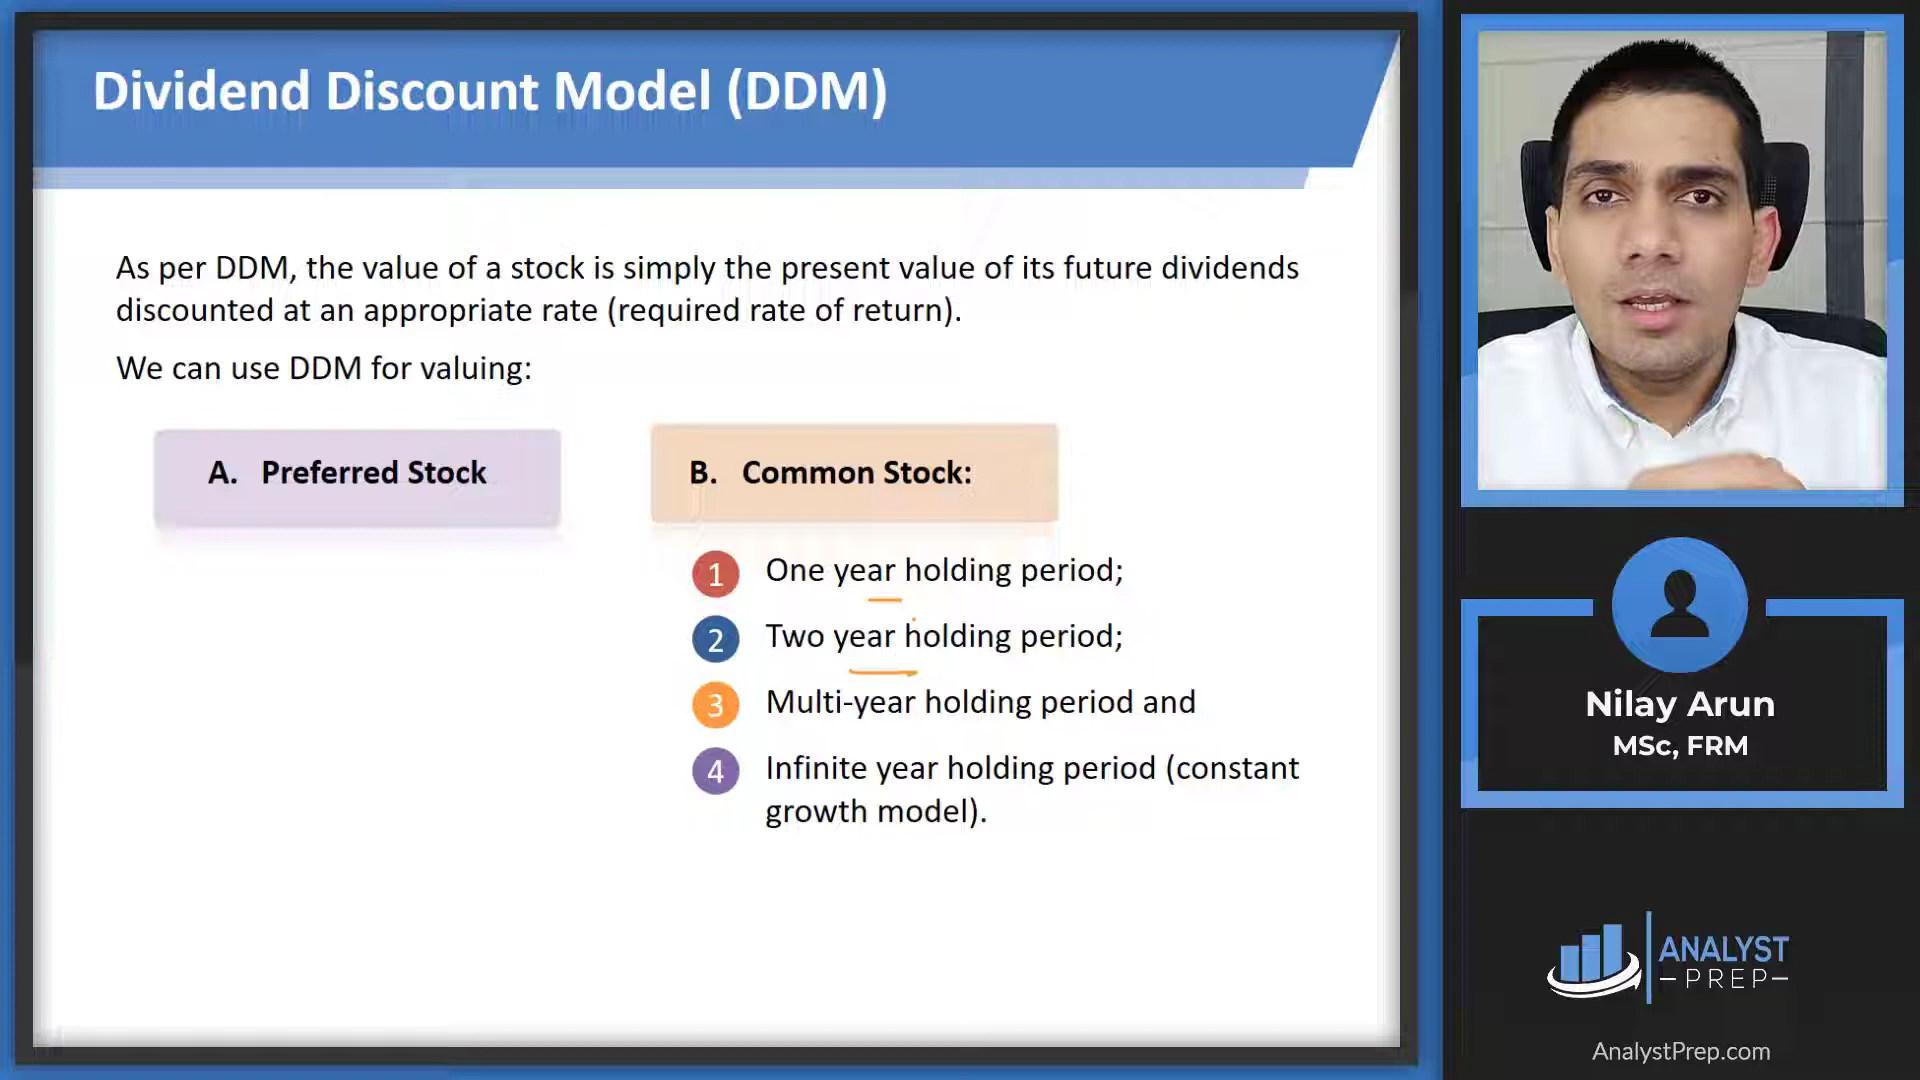 Dividend Discount Model (DDM)
As per DDM, the value of a stock is simply the present value of its future dividends
discounted at an appropriate rate (required rate of return).
We can use DDM for valuing:
A. Preferred Stock
B. Common Stock:
1 One year holding period;
2 Two year holding period;
3 Multi-year holding period and
4 Infinite year holding period (constant
growth model).
Nilay Arun
MSc, FRM
ANALYST
PREP
AnalystPrep.com